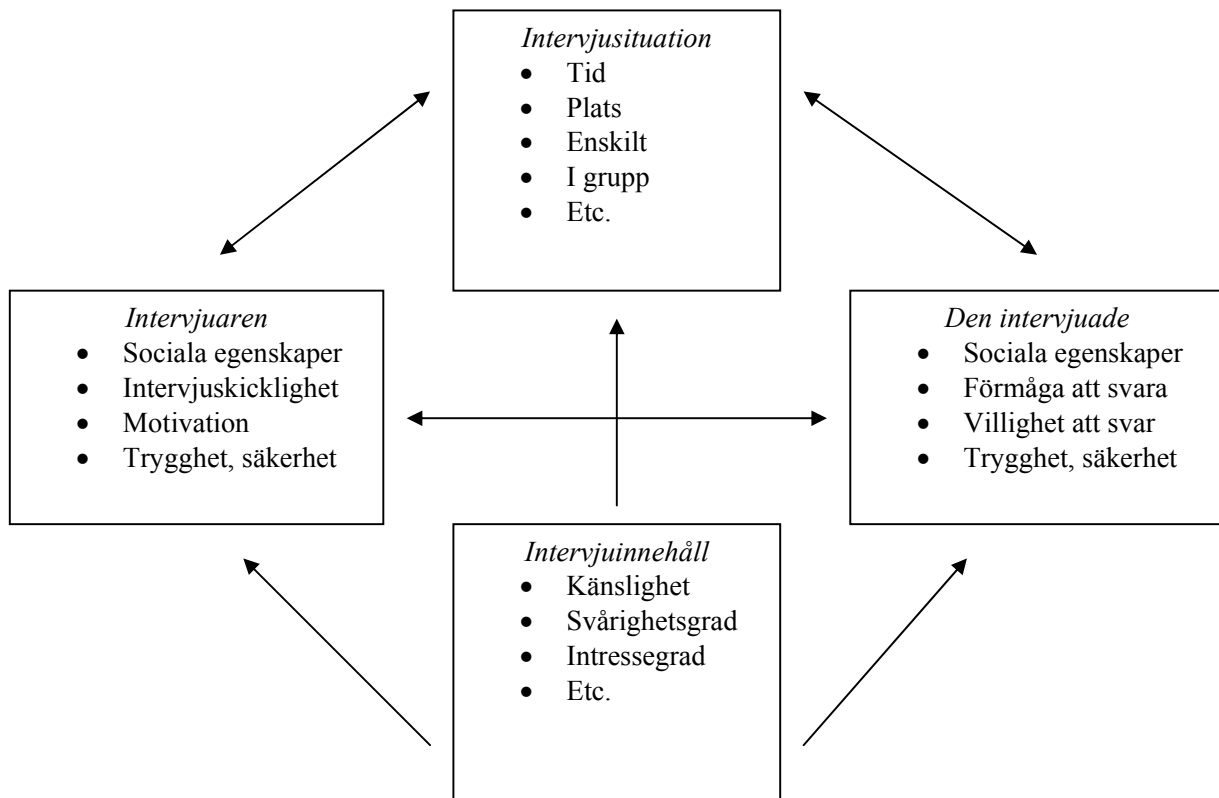 Intervjusituation
• Tid
• Plats
• Enskilt
• I grupp
• Etc.
Intervjuaren
• Sociala egenskaper
• Intervjuskicklighet
• Motivation
• Trygghet, säkerhet
Den intervjuade
• Sociala egenskaper
• Förmåga att svara
• Villighet att svar
• Trygghet, säkerhet
Intervjuinnehåll
• Känslighet
• Svårighetsgrad
• Intressegrad
• Etc.